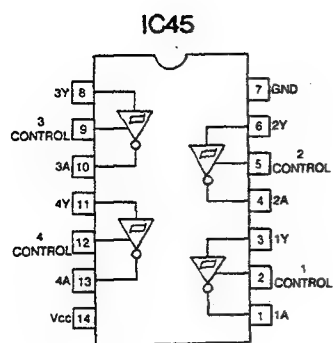 IC45
3Y 8
3 CONTROL 9
3A 10
4Y 11
4 CONTROL 12
4A 13
Vcc 14
7 GND
6 2Y
5 2 CONTROL
4 2A
3 1Y
2 1 CONTROL
1 1A